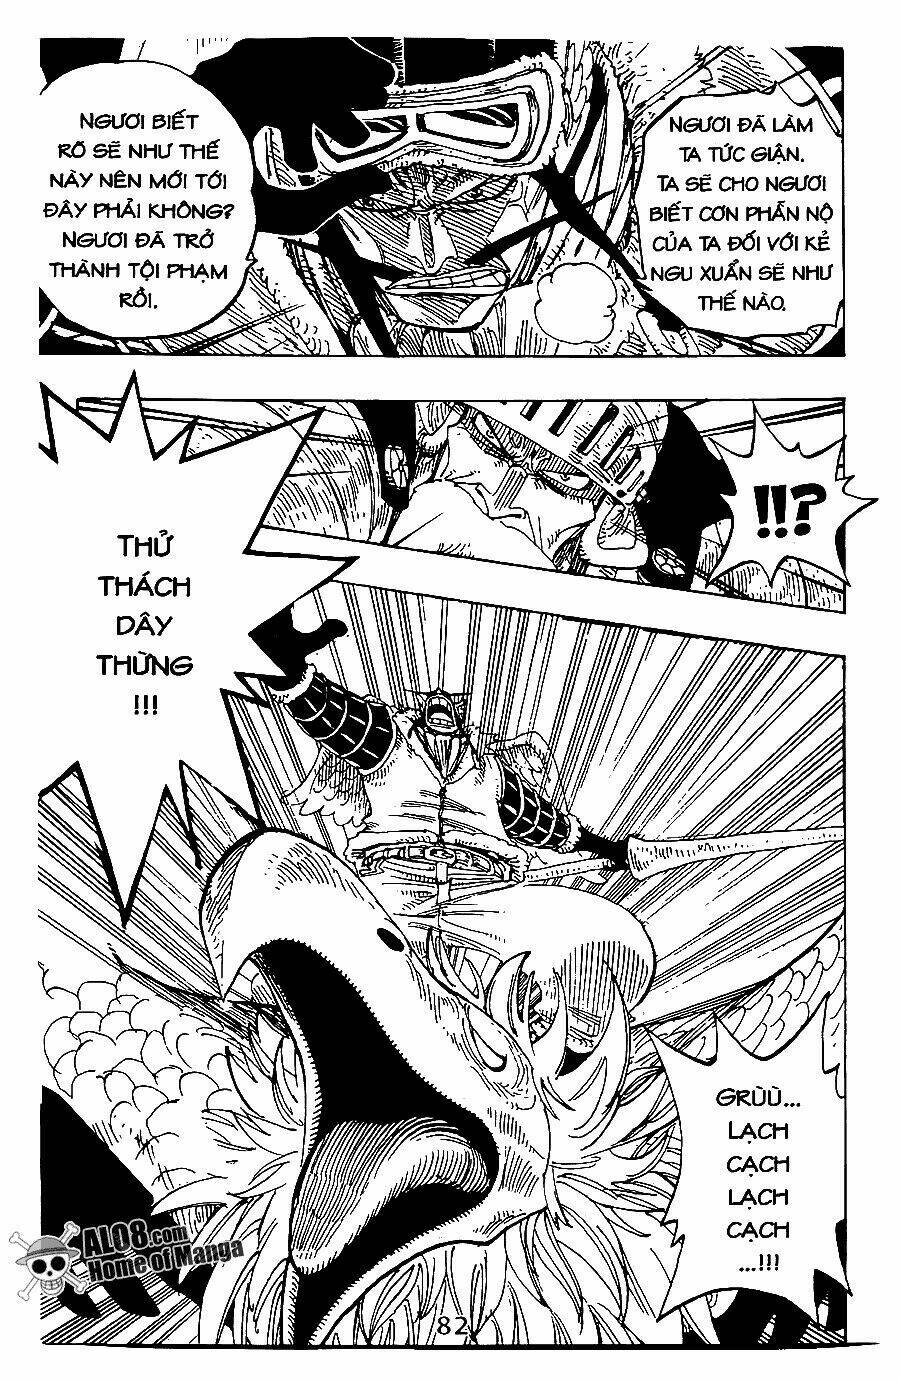 NGƯƠI BIẾT
RÕ SẼ NHƯ THẾ
NÀY NÊN MỚI TỚI
ĐÂY PHẢI KHÔNG?
NGƯƠI ĐÃ TRỞ
THÀNH TỘI PHẠM
RỒI.
NGƯƠI ĐÃ LÀM
TA TỨC GIẬN.
TA SẼ CHO NGƯƠI
BIẾT CƠN PHẪN NỘ
CỦA TA ĐỐI VỚI KẺ
NGU XUẨN SẼ NHƯ
THẾ NÀO.
!!?
THỬ
THÁCH
DÂY
THỪNG
!!!
GRÙÙ...
LẠCH
CẠCH
LẠCH
CẠCH
...!!!
ALO8.com
Home of Manga
82